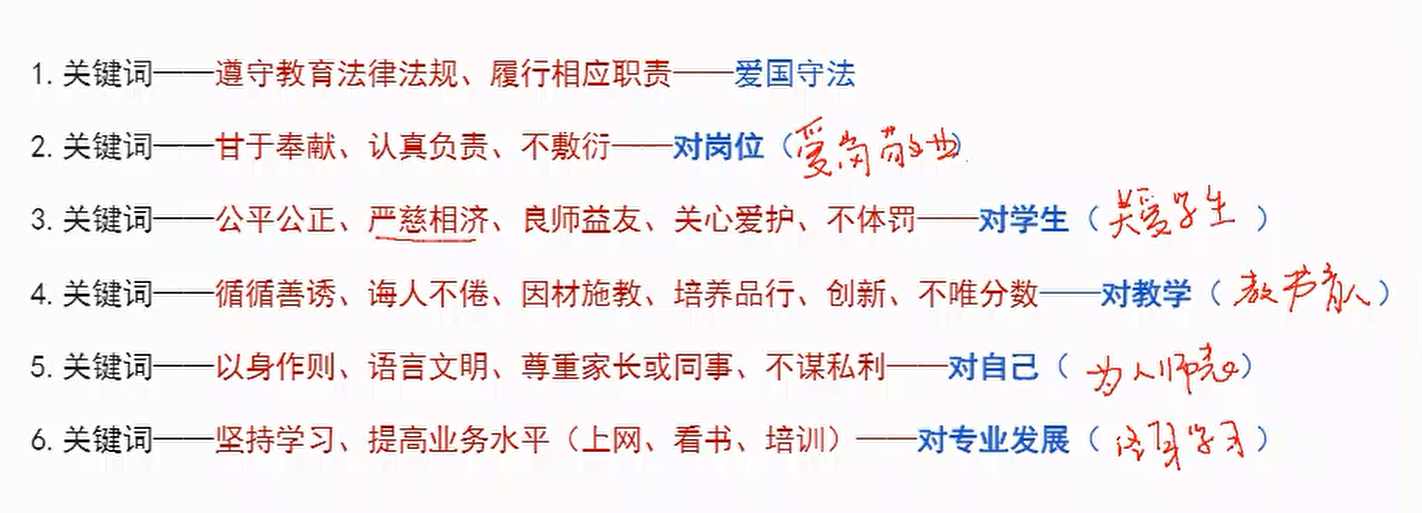 1. 关键词——遵守教育法律法规、履行相应职责——爱国守法
2. 关键词——甘于奉献、认真负责、不敷衍——对岗位（爱岗敬业）
3. 关键词——公平公正、严慈相济、良师益友、关心爱护、不体罚——对学生（关爱学生）
4. 关键词——循循善诱、诲人不倦、因材施教、培养品行、创新、不唯分数——对教学（教书育人）
5. 关键词——以身作则、语言文明、尊重家长或同事、不谋私利——对自己（为人师表）
6. 关键词——坚持学习、提高业务水平（上网、看书、培训）——对专业发展（终身学习）